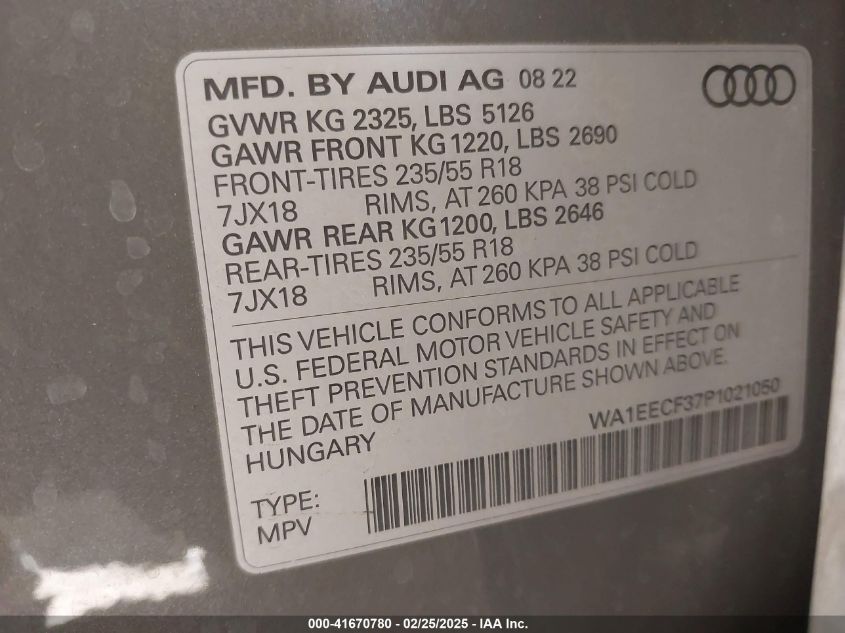 MFD. BY AUDI AG 08 22
GVWR KG 2325, LBS 5126
GAWR FRONT KG 1220, LBS 2690
FRONT-TIRES 235/55 R18
7JX18 RIMS, AT 260 KPA 38 PSI COLD
GAWR REAR KG 1200, LBS 2646
REAR-TIRES 235/55 R18
7JX18 RIMS, AT 260 KPA 38 PSI COLD
THIS VEHICLE CONFORMS TO ALL APPLICABLE
U.S. FEDERAL MOTOR VEHICLE SAFETY AND
THEFT PREVENTION STANDARDS IN EFFECT ON
THE DATE OF MANUFACTURE SHOWN ABOVE.
HUNGARY WA1EECF37P1021050
TYPE:
MPV
000-41670780 - 02/25/2025 - IAA Inc.